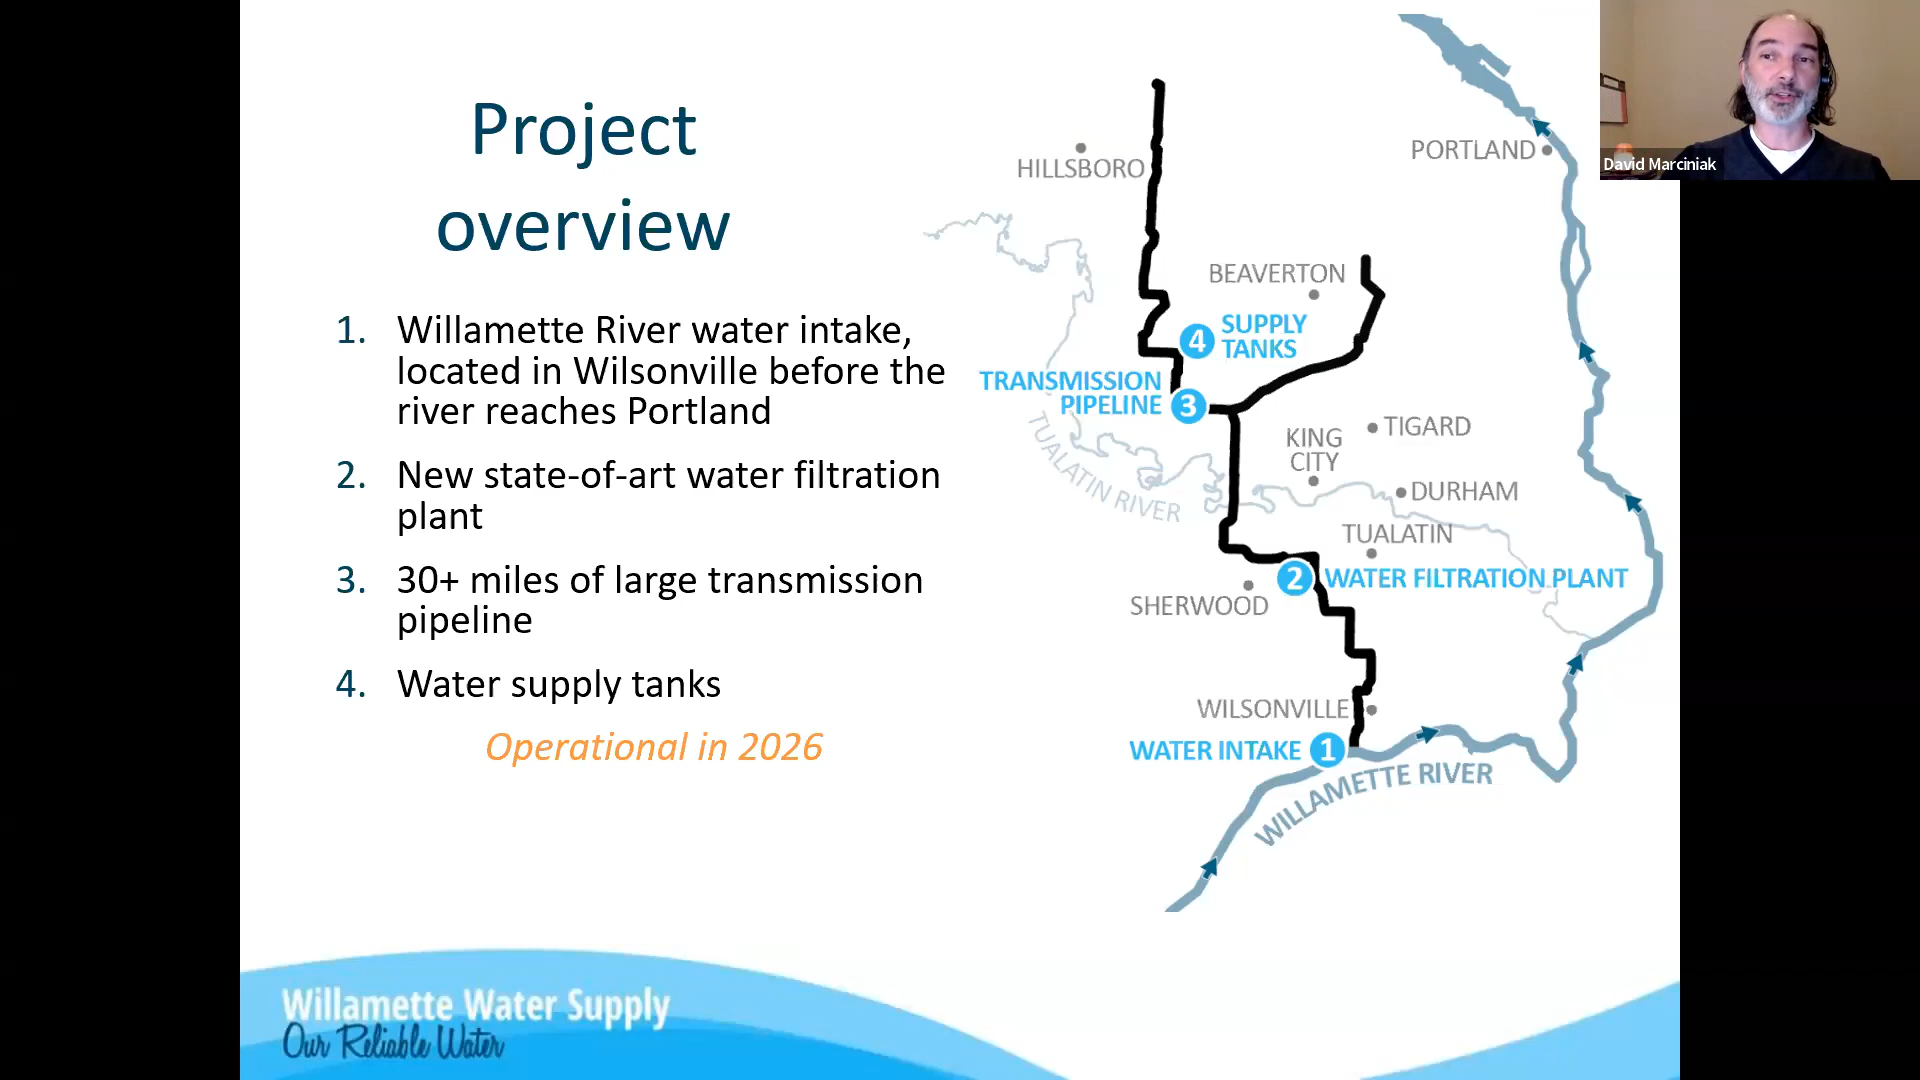 Project
overview
1. Willamette River water intake,
located in Wilsonville before the
river reaches Portland
2. New state-of-art water filtration
plant
3. 30+ miles of large transmission
pipeline
4. Water supply tanks
Operational in 2026
HILLSBORO
PORTLAND
BEAVERTON
4 SUPPLY
TANKS
TRANSMISSION
PIPELINE 3
TUALATIN RIVER
KING
CITY
TIGARD
DURHAM
TUALATIN
2 WATER FILTRATION PLANT
SHERWOOD
WILSONVILLE
WATER INTAKE 1
WILLAMETTE RIVER
David Marciniak
Willamette Water Supply
Our Reliable Water